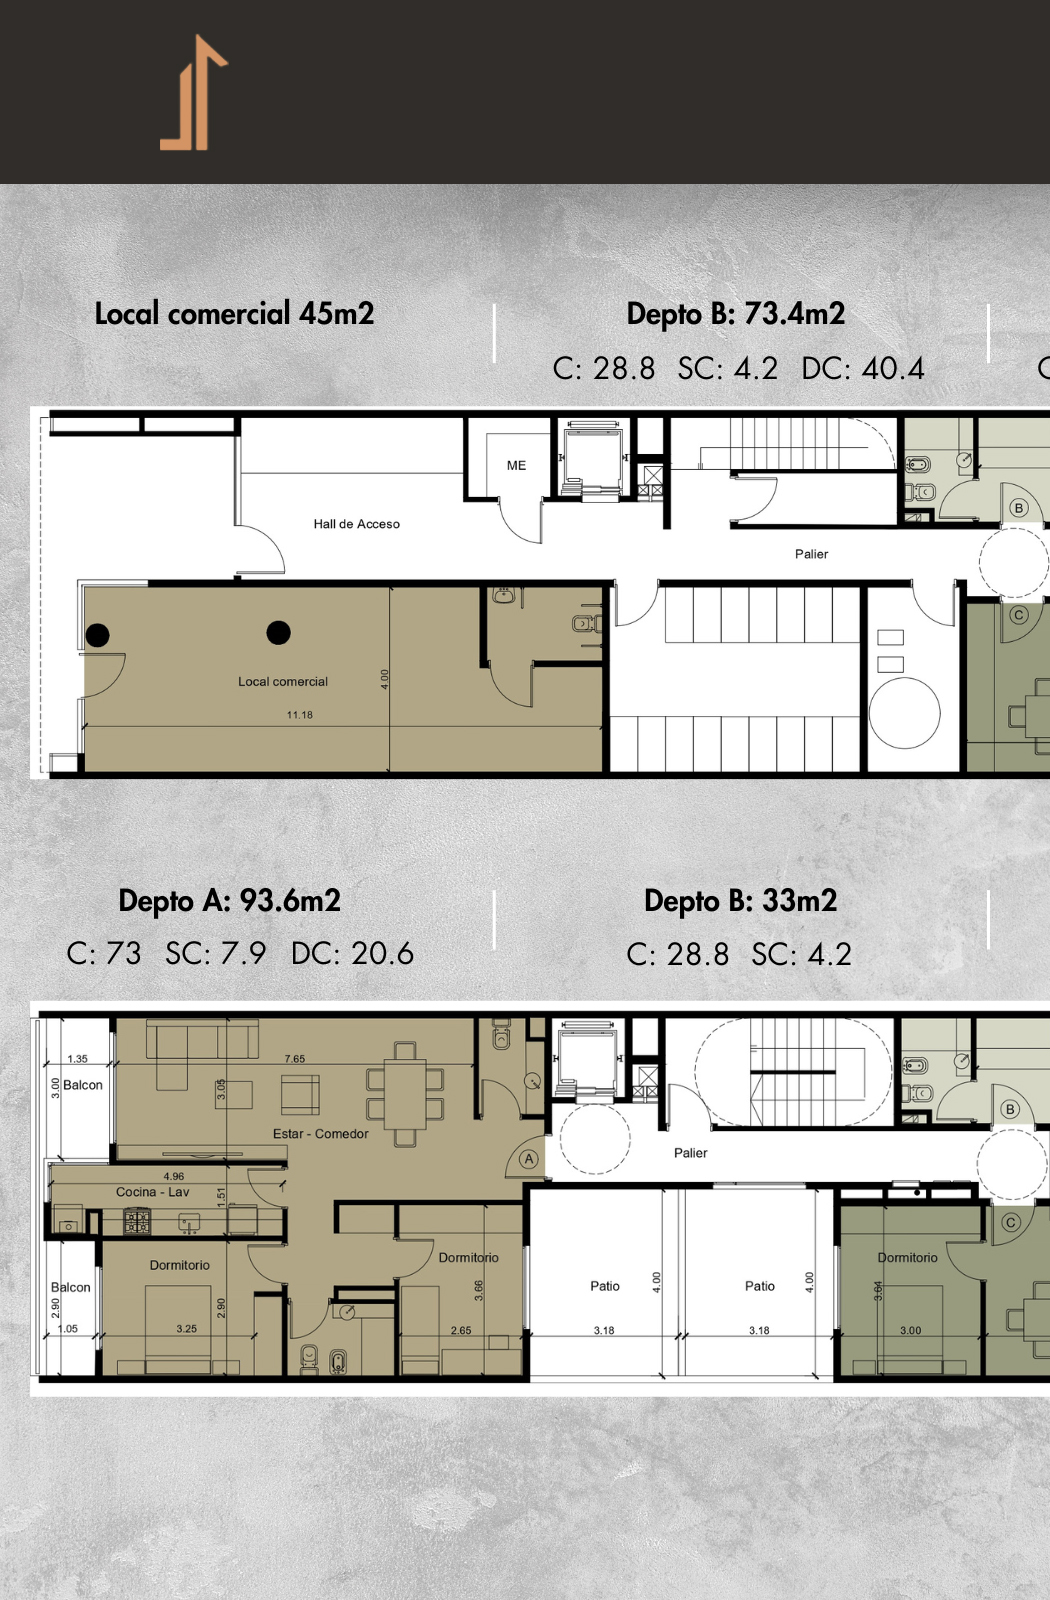 Local comercial 45m2
Depto B: 73.4m2
C: 28.8 SC: 4.2 DC: 40.4
C
ME
Hall de Acceso
Palier
B
C
Local comercial
4.00
11.18
Depto A: 93.6m2
C: 73 SC: 7.9 DC: 20.6
Depto B: 33m2
C: 28.8 SC: 4.2
1.35
3.00
Balcon
7.65
3.05
Estar - Comedor
A
Palier
B
C
4.96
Cocina - Lav
1.51
Dormitorio
Balcon
2.90
1.05
2.90
3.25
Dormitorio
3.66
2.65
Patio
4.00
3.18
Patio
4.00
3.18
Dormitorio
3.64
3.00